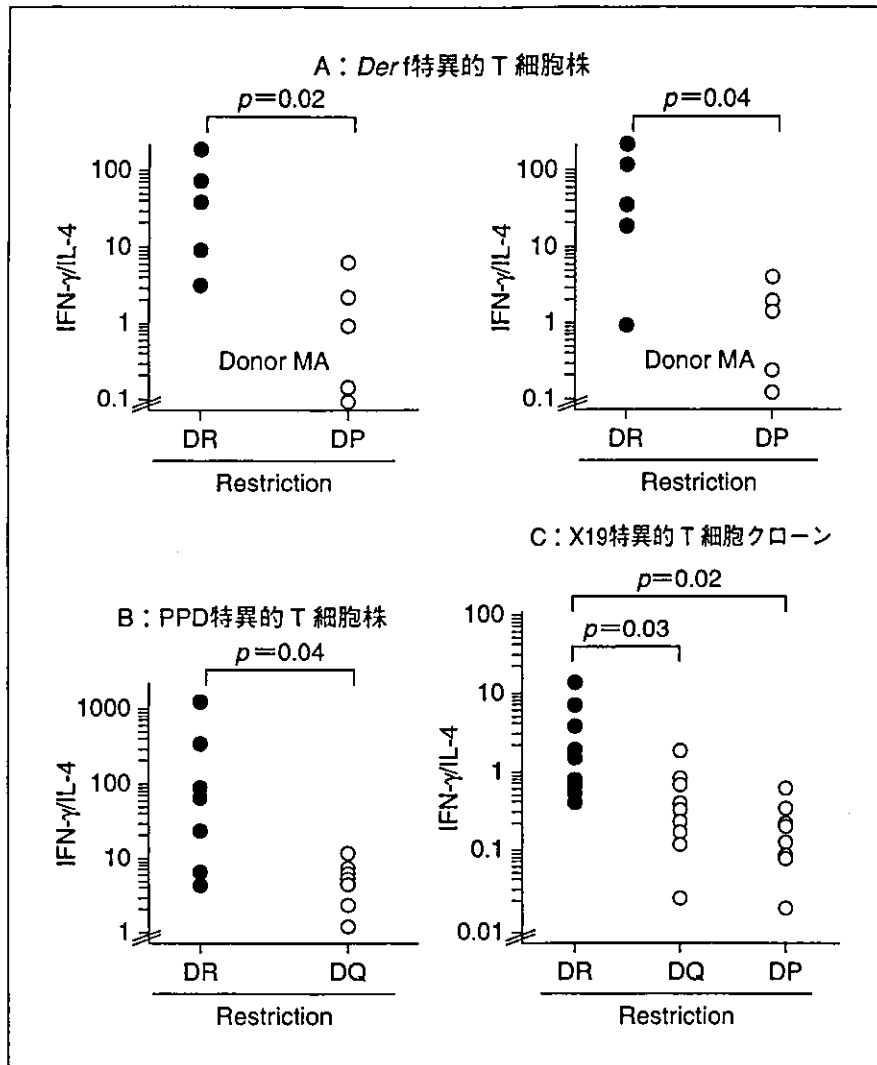 A：Der f特異的 T 細胞株
p＝0.02
IFN-γ/IL-4
100
10
1
0.1
Donor MA
DR
DP
Restriction
p＝0.04
IFN-γ/IL-4
100
10
1
0.1
Donor MA
DR
DP
Restriction
B：PPD特異的 T 細胞株
p＝0.04
IFN-γ/IL-4
1000
100
10
1
DR
DQ
Restriction
C：X19特異的 T 細胞クローン
p＝0.02
p＝0.03
IFN-γ/IL-4
100
10
1
0.1
0.01
DR
DQ
DP
Restriction